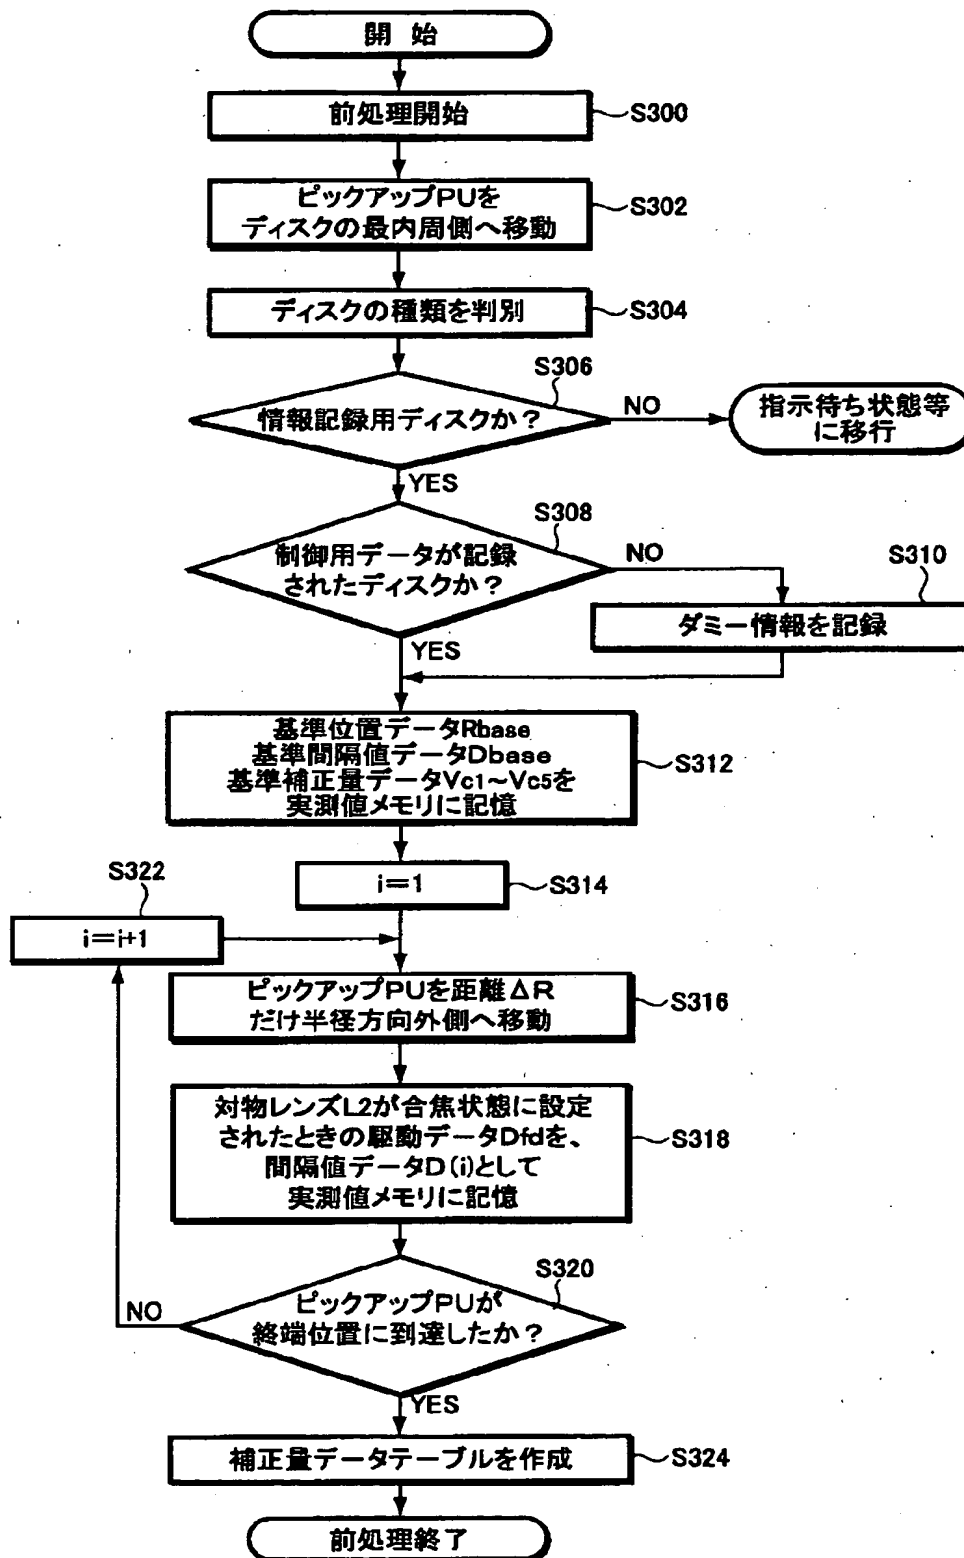 開 始
前処理開始
S300
ピックアップPUを
ディスクの最内周側へ移動
S302
ディスクの種類を判別
S304
S306
情報記録用ディスクか？
NO
指示待ち状態等
に移行
YES
S308
制御用データが記録
されたディスクか？
NO
S310
ダミー情報を記録
YES
基準位置データRbase
基準間隔値データDbase
基準補正量データVc1～Vc5を
実測値メモリに記憶
S312
i＝1
S314
S322
i＝i+1
ピックアップPUを距離ΔR
だけ半径方向外側へ移動
S316
対物レンズL2が合焦状態に設定
されたときの駆動データDfdを、
間隔値データD(i)として
実測値メモリに記憶
S318
S320
ピックアップPUが
終端位置に到達したか？
NO
YES
補正量データテーブルを作成
S324
前処理終了